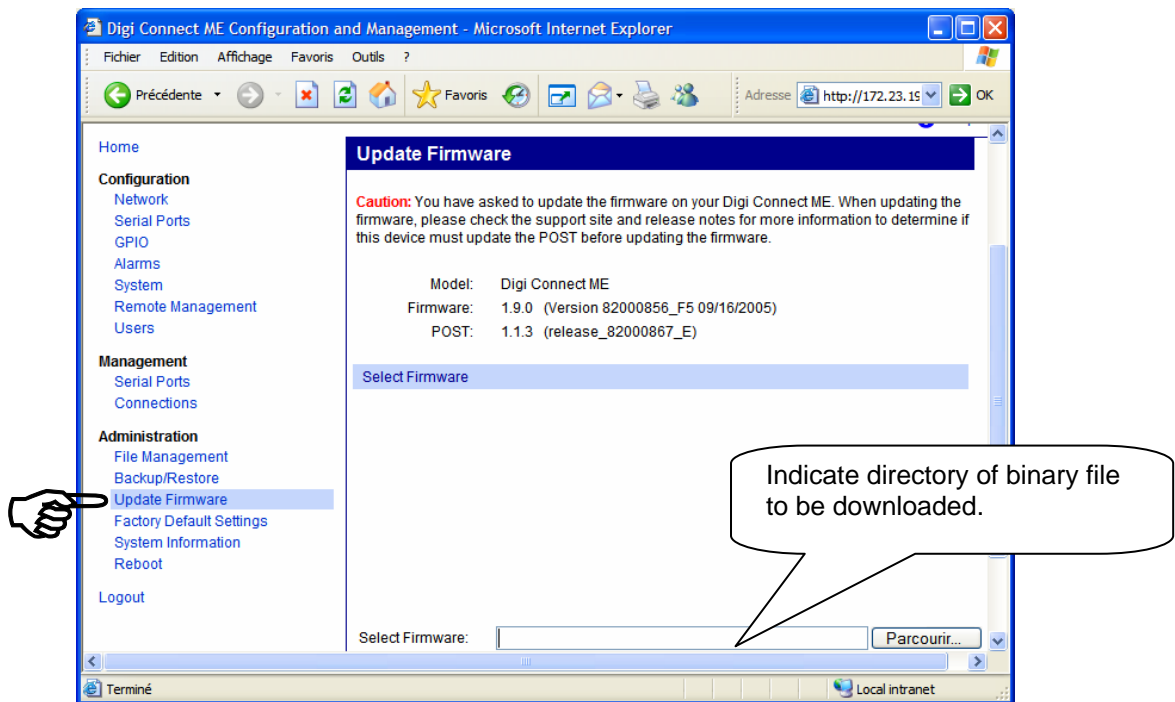 Digi Connect ME Configuration and Management - Microsoft Internet Explorer
Fichier Edition Affichage Favoris Outils ?
Précédente Favoris Adresse http://172.23.19 OK
Home
Configuration
Network
Serial Ports
GPIO
Alarms
System
Remote Management
Users
Management
Serial Ports
Connections
Administration
File Management
Backup/Restore
Update Firmware
Factory Default Settings
System Information
Reboot
Logout
Update Firmware
Caution: You have asked to update the firmware on your Digi Connect ME. When updating the
firmware, please check the support site and release notes for more information to determine if
this device must update the POST before updating the firmware.
Model: Digi Connect ME
Firmware: 1.9.0 (Version 82000856_F5 09/16/2005)
POST: 1.1.3 (release_82000867_E)
Select Firmware
Indicate directory of binary file
to be downloaded.
Select Firmware: Parcourir...
Terminé Local intranet